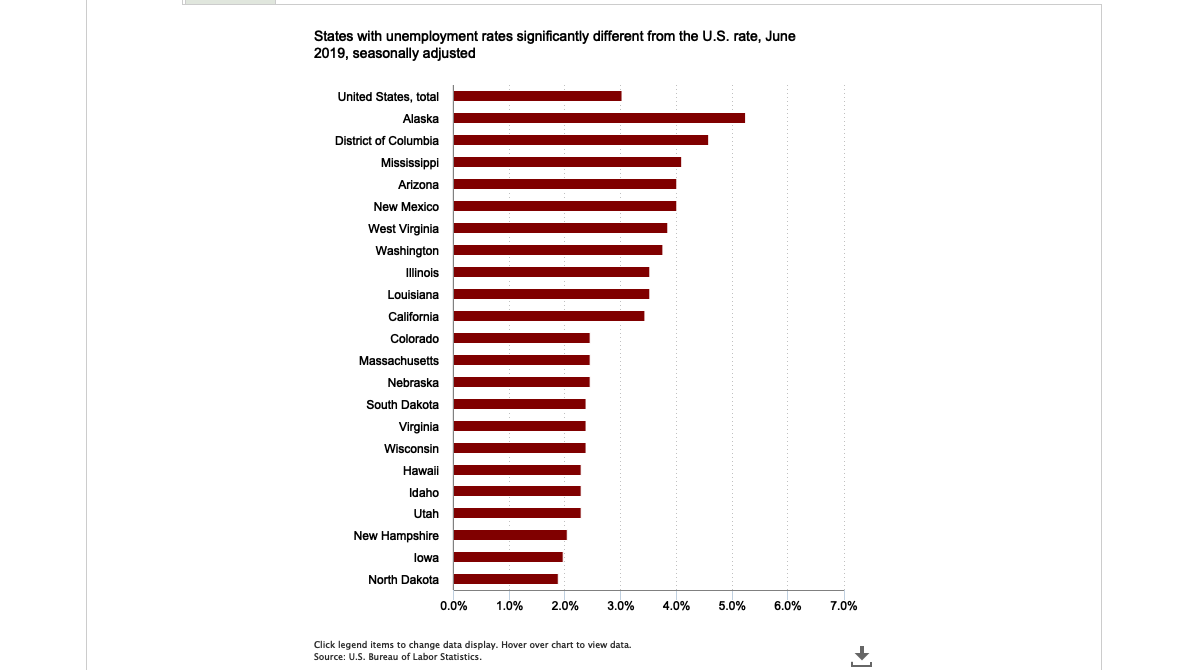 States with unemployment rates significantly different from the U.S. rate, June
2019, seasonally adjusted
United States, total
Alaska
District of Columbia
Mississippi
Arizona
New Mexico
West Virginia
Washington
Illinois
Louisiana
California
Colorado
Massachusetts
Nebraska
South Dakota
Virginia
Wisconsin
Hawaii
Idaho
Utah
New Hampshire
Iowa
North Dakota
0.0% 1.0% 2.0% 3.0% 4.0% 5.0% 6.0% 7.0%
Click legend items to change data display. Hover over chart to view data.
Source: U.S. Bureau of Labor Statistics.